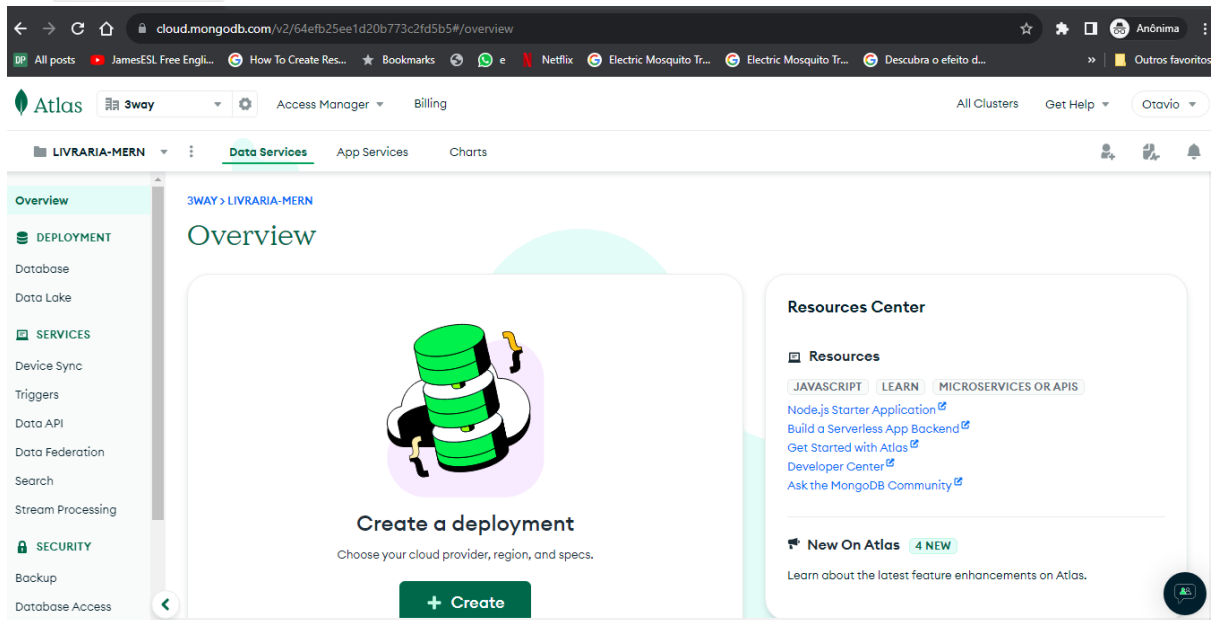 cloud.mongodb.com/v2/64efb25ee1d20b773c2fd5b5#/overview
Anônima
DP All posts JamesESL Free Engli... How To Create Res... Bookmarks e Netflix Electric Mosquito Tr... Electric Mosquito Tr... Descubra o efeito d... » Outros favoritos
Atlas 3way Access Manager Billing All Clusters Get Help Otavio
LIVRARIA-MERN Data Services App Services Charts
Overview
DEPLOYMENT
Database
Data Lake
SERVICES
Device Sync
Triggers
Data API
Data Federation
Search
Stream Processing
SECURITY
Backup
Database Access
3WAY > LIVRARIA-MERN
Overview
Create a deployment
Choose your cloud provider, region, and specs.
+ Create
Resources Center
Resources
JAVASCRIPT LEARN MICROSERVICES OR APIS
Node.js Starter Application
Build a Serverless App Backend
Get Started with Atlas
Developer Center
Ask the MongoDB Community
New On Atlas 4 NEW
Learn about the latest feature enhancements on Atlas.